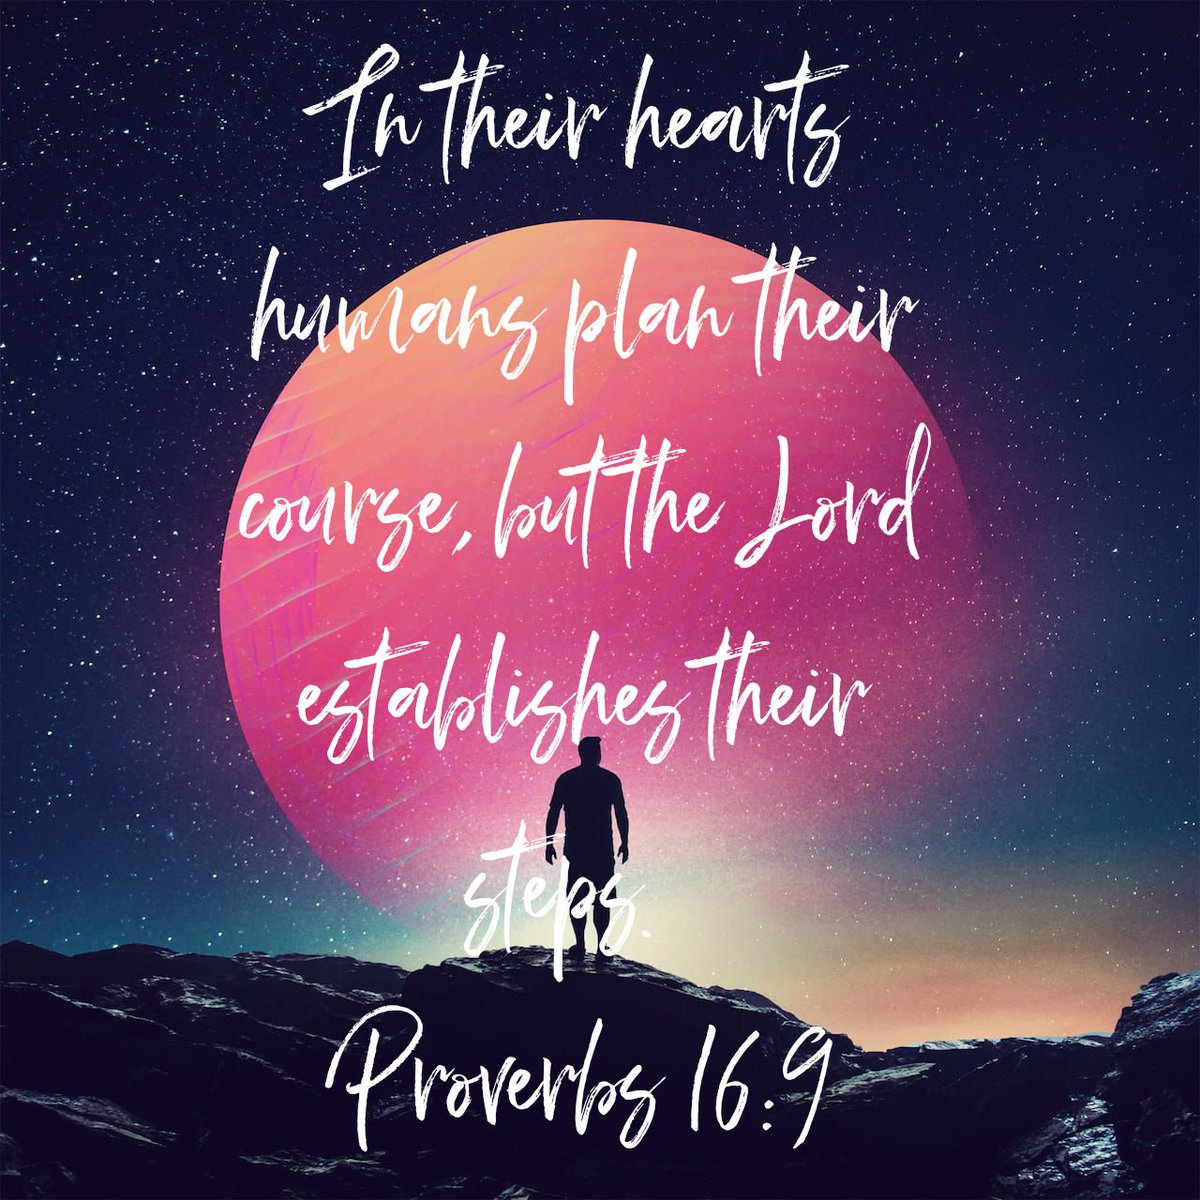 In their hearts
humans plan their
course, but the Lord
establishes their
steps.
Proverbs 16:9